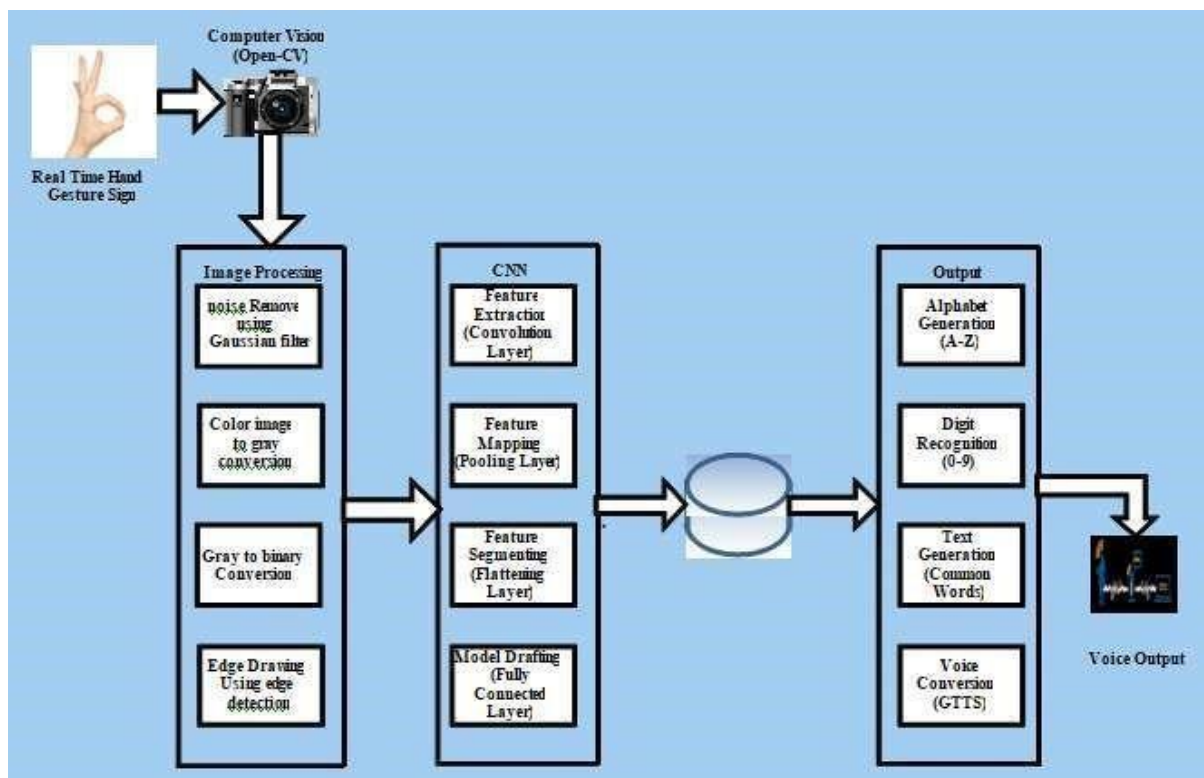 Computer Vision
(Open-CV)
Real Time Hand
Gesture Sign
Image Processing
noise Remove
using
Gaussian filter
Color image
to gray
conversion
Gray to binary
Conversion
Edge Drawing
Using edge
detection
CNN
Feature
Extraction
(Convolution
Layer)
Feature
Mapping
(Pooling Layer)
Feature
Segmenting
(Flattening
Layer)
Model Drafting
(Fully
Connected
Layer)
Output
Alphabet
Generation
(A-Z)
Digit
Recognition
(0-9)
Text
Generation
(Common
Words)
Voice
Conversion
(GTTS)
Voice Output